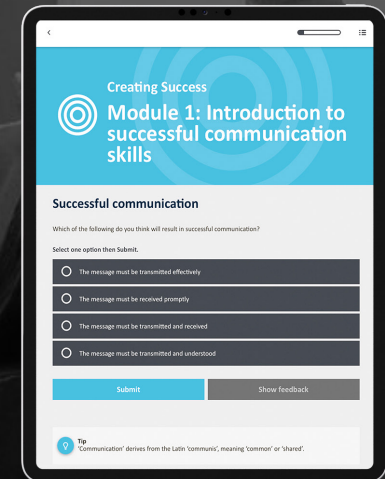 Creating Success
Module 1: Introduction to
successful communication
skills
Successful communication
Which of the following do you think will result in successful communication?
Select one option then Submit.
The message must be transmitted effectively
The message must be received promptly
The message must be transmitted and received
The message must be transmitted and understood
Submit
Show feedback
Tip
'Communication' derives from the Latin 'communis', meaning 'common' or 'shared'.